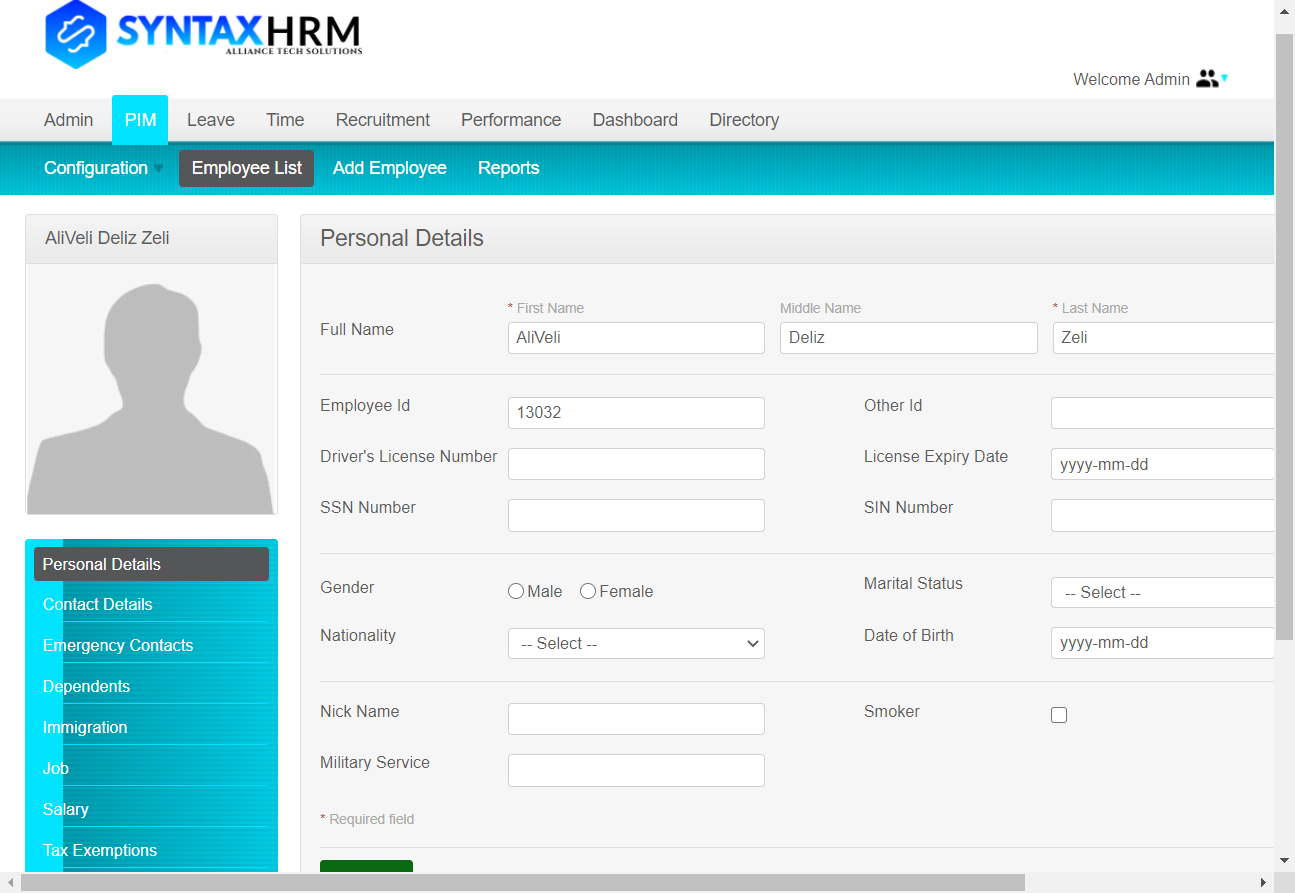 SYNTAXHRM
ALLIANCE TECH SOLUTIONS
Welcome Admin
Admin PIM Leave Time Recruitment Performance Dashboard Directory
Configuration Employee List Add Employee Reports
AliVeli Deliz Zeli
Personal Details
* First Name Middle Name * Last Name
Full Name AliVeli Deliz Zeli
Employee Id 13032 Other Id
Driver's License Number License Expiry Date yyyy-mm-dd
SSN Number SIN Number
Gender Male Female Marital Status -- Select --
Nationality -- Select -- Date of Birth yyyy-mm-dd
Nick Name Smoker
Military Service
* Required field
Personal Details
Contact Details
Emergency Contacts
Dependents
Immigration
Job
Salary
Tax Exemptions